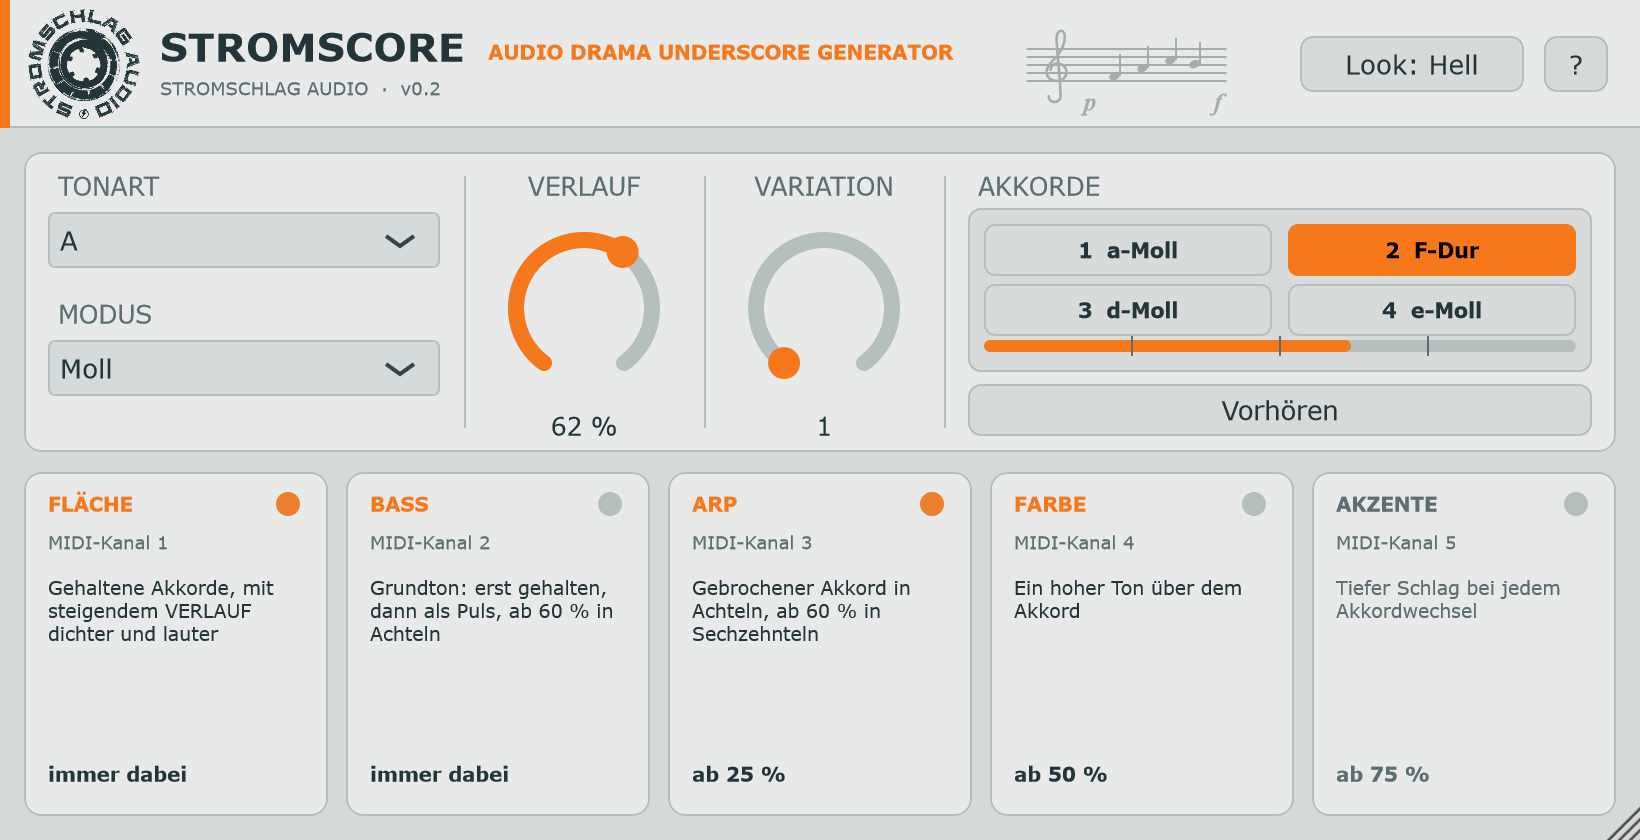 STROMSCHLAG AUDIO
STROMSCORE
AUDIO DRAMA UNDERSCORE GENERATOR
STROMSCHLAG AUDIO · v0.2
p
f
Look: Hell
?
TONART
A
MODUS
Moll
VERLAUF
62 %
VARIATION
1
AKKORDE
1 a-Moll
2 F-Dur
3 d-Moll
4 e-Moll
Vorhören
FLÄCHE
MIDI-Kanal 1
Gehaltene Akkorde, mit
steigendem VERLAUF
dichter und lauter
immer dabei
BASS
MIDI-Kanal 2
Grundton: erst gehalten,
dann als Puls, ab 60 % in
Achteln
immer dabei
ARP
MIDI-Kanal 3
Gebrochener Akkord in
Achteln, ab 60 % in
Sechzehnteln
ab 25 %
FARBE
MIDI-Kanal 4
Ein hoher Ton über dem
Akkord
ab 50 %
AKZENTE
MIDI-Kanal 5
Tiefer Schlag bei jedem
Akkordwechsel
ab 75 %